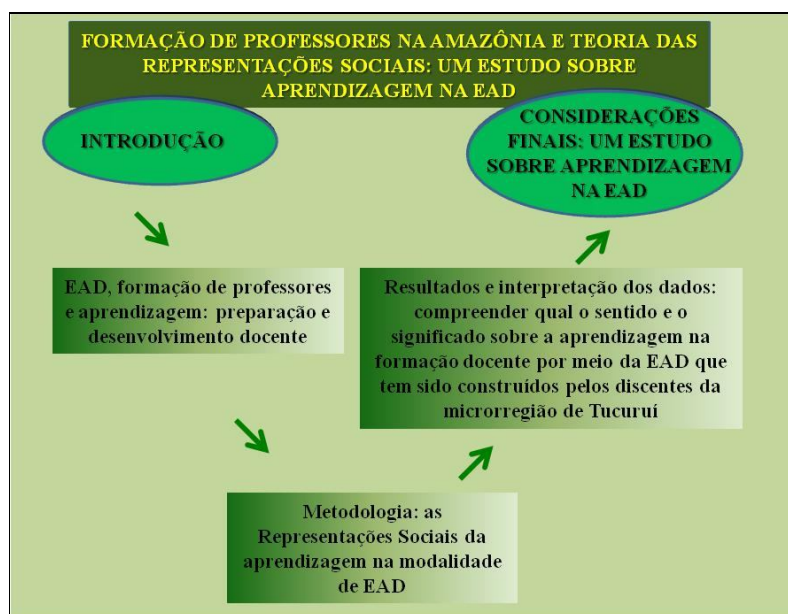 FORMAÇÃO DE PROFESSORES NA AMAZÔNIA E TEORIA DAS
REPRESENTAÇÕES SOCIAIS: UM ESTUDO SOBRE
APRENDIZAGEM NA EAD
INTRODUÇÃO
CONSIDERAÇÕES
FINAIS: UM ESTUDO
SOBRE APRENDIZAGEM
NA EAD
EAD, formação de professores
e aprendizagem: preparação e
desenvolvimento docente
Resultados e interpretação dos dados:
compreender qual o sentido e o
significado sobre a aprendizagem na
formação docente por meio da EAD que
tem sido construídos pelos discentes da
microrregião de Tucuruí
Metodologia: as
Representações Sociais da
aprendizagem na modalidade
de EAD